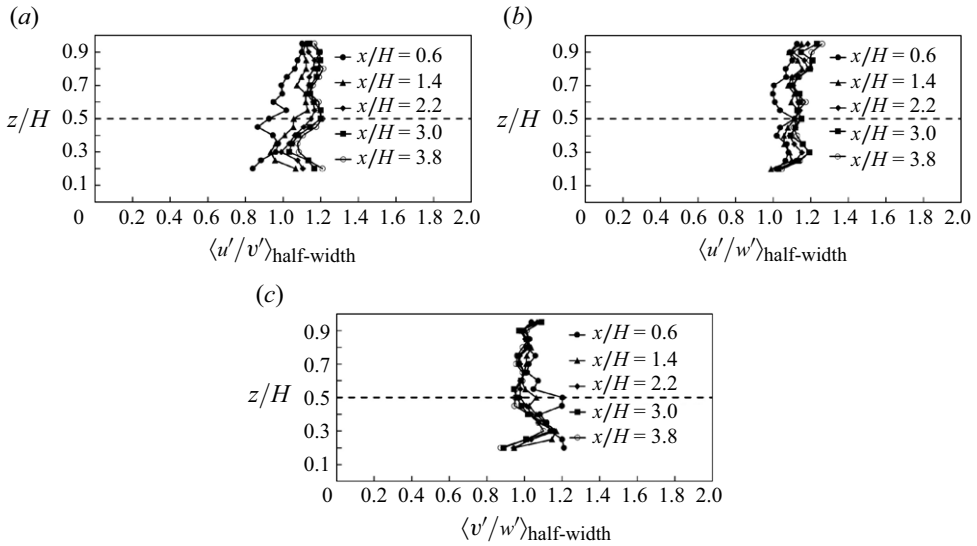 (a)
0.9
0.7
z/H 0.5
0.3
0.1
0 0.2 0.4 0.6 0.8 1.0 1.2 1.4 1.6 1.8 2.0
⟨u′/v′⟩half-width
x/H = 0.6
x/H = 1.4
x/H = 2.2
x/H = 3.0
x/H = 3.8
(b)
0.9
0.7
z/H 0.5
0.3
0.1
0 0.2 0.4 0.6 0.8 1.0 1.2 1.4 1.6 1.8 2.0
⟨u′/w′⟩half-width
x/H = 0.6
x/H = 1.4
x/H = 2.2
x/H = 3.0
x/H = 3.8
(c)
0.9
0.7
z/H 0.5
0.3
0.1
0 0.2 0.4 0.6 0.8 1.0 1.2 1.4 1.6 1.8 2.0
⟨v′/w′⟩half-width
x/H = 0.6
x/H = 1.4
x/H = 2.2
x/H = 3.0
x/H = 3.8